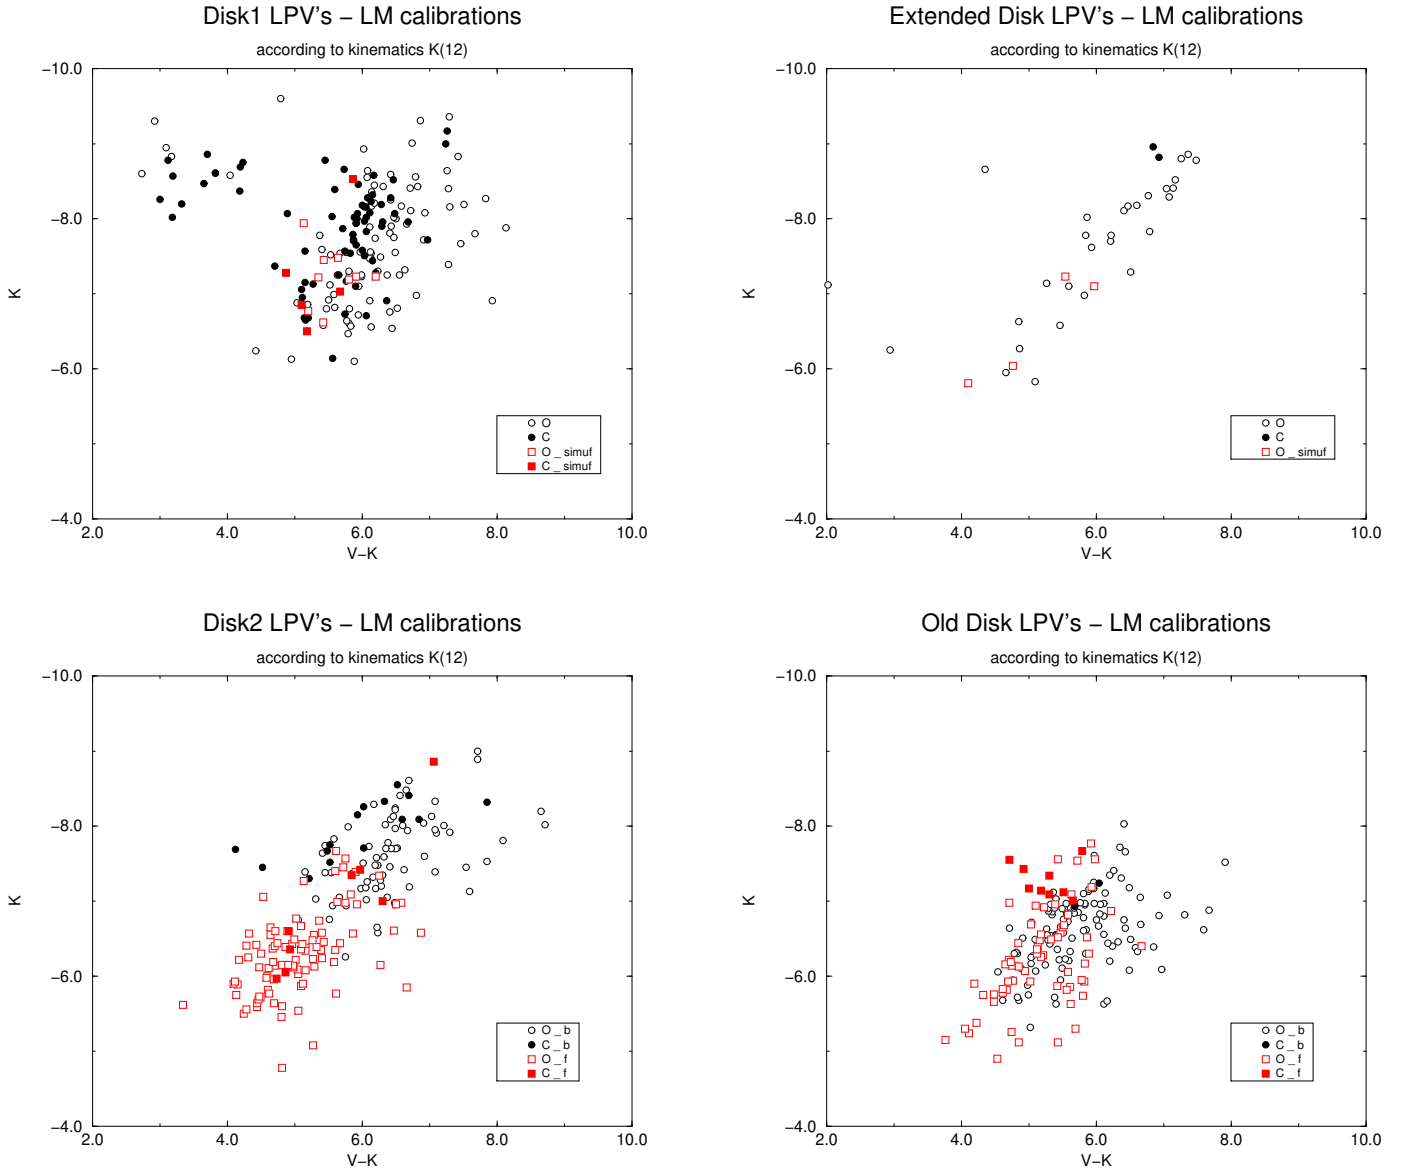 Disk1 LPV's – LM calibrations
according to kinematics K(12)
−10.0
−8.0
K
−6.0
−4.0
2.0 4.0 6.0 8.0 10.0
V−K
O
C
O _ simuf
C _ simuf
Extended Disk LPV's – LM calibrations
according to kinematics K(12)
−10.0
−8.0
K
−6.0
−4.0
2.0 4.0 6.0 8.0 10.0
V−K
O
C
O _ simuf
Disk2 LPV's – LM calibrations
according to kinematics K(12)
−10.0
−8.0
K
−6.0
−4.0
2.0 4.0 6.0 8.0 10.0
V−K
O _ b
C _ b
O _ f
C _ f
Old Disk LPV's – LM calibrations
according to kinematics K(12)
−10.0
−8.0
K
−6.0
−4.0
2.0 4.0 6.0 8.0 10.0
V−K
O _ b
C _ b
O _ f
C _ f